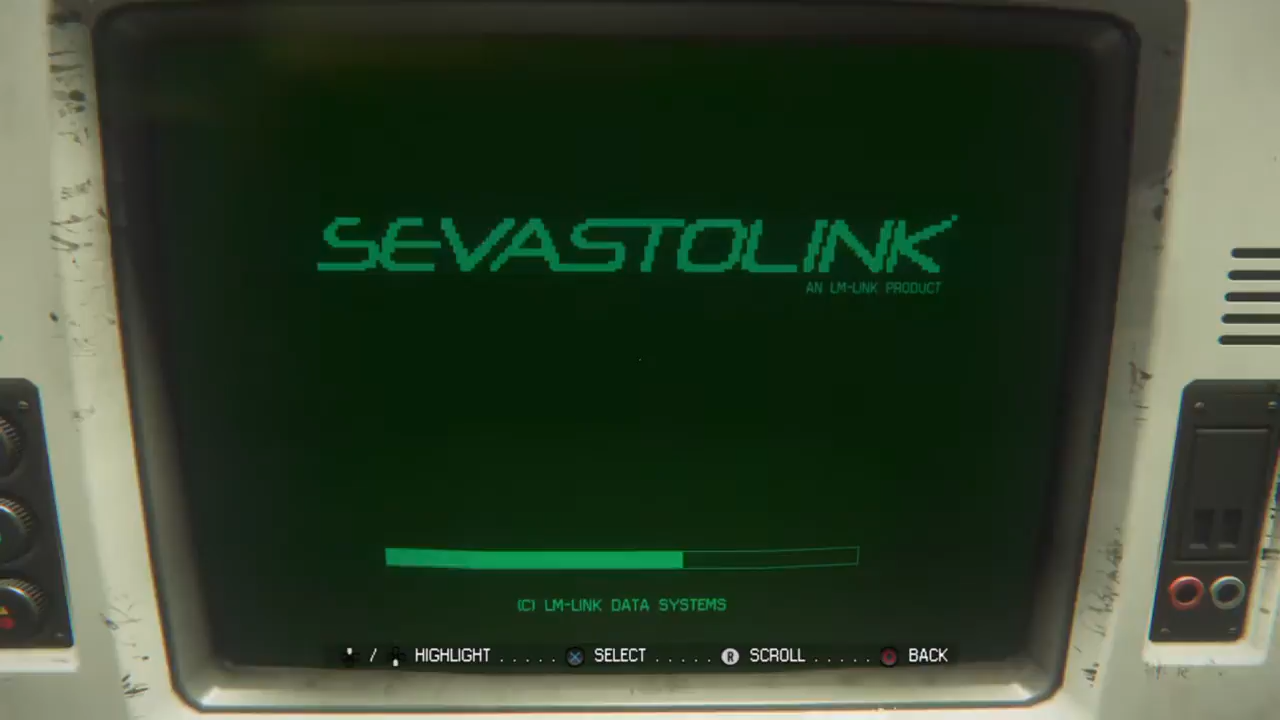 SEVASTOLINK
AN LM-LINK PRODUCT
(C) LM-LINK DATA SYSTEMS
/ HIGHLIGHT ..... SELECT ..... R SCROLL ..... BACK